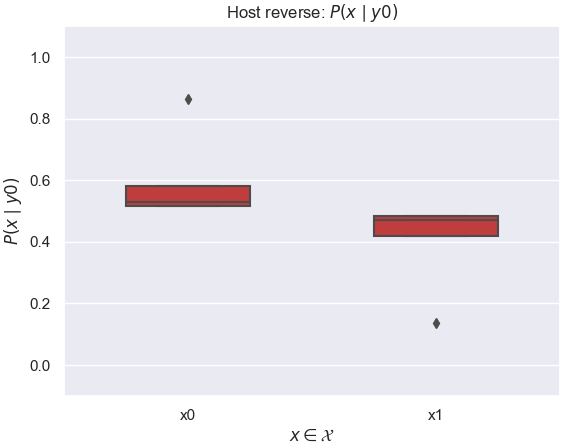 Host reverse: P(x | y0)
P(x | y0)
1.0
0.8
0.6
0.4
0.2
0.0
x0 x1
x ∈ 𝒳